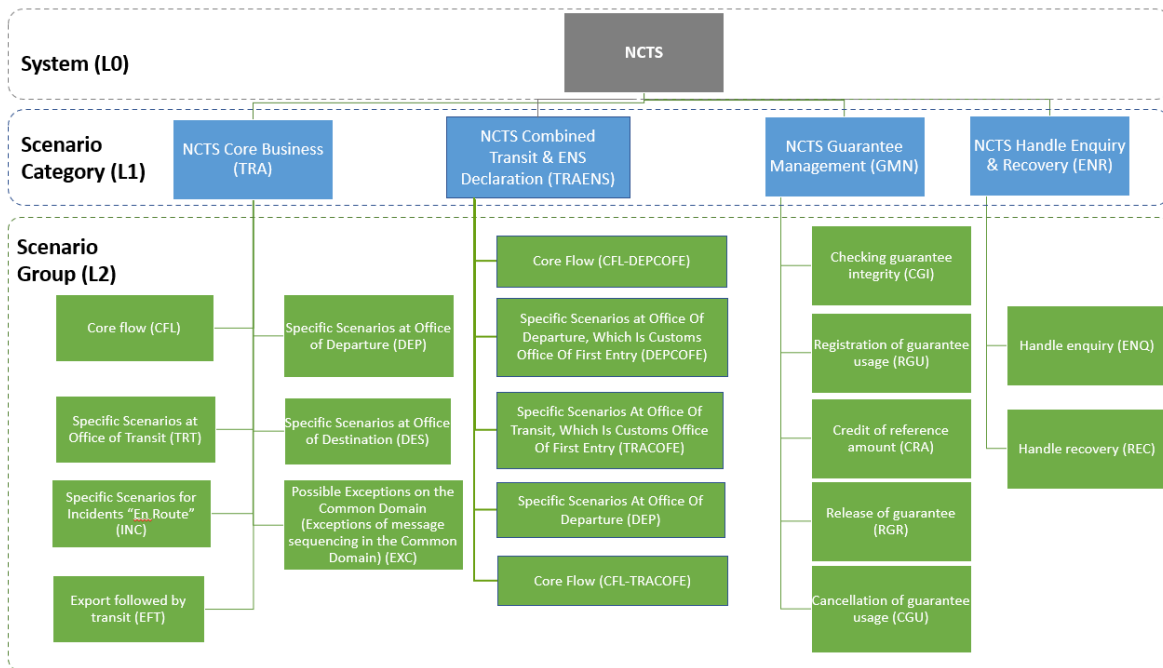 System (L0)
NCTS
Scenario
Category (L1)
NCTS Core Business
(TRA)
NCTS Combined
Transit & ENS
Declaration (TRAENS)
NCTS Guarantee
Management (GMN)
NCTS Handle Enquiry
& Recovery (ENR)
Scenario
Group (L2)
Core flow (CFL)
Specific Scenarios at
Office of Transit (TRT)
Specific Scenarios for
Incidents “En Route”
(INC)
Export followed by
transit (EFT)
Specific Scenarios at Office
of Departure (DEP)
Specific Scenarios at Office
of Destination (DES)
Possible Exceptions on the
Common Domain
(Exceptions of message
sequencing in the Common
Domain) (EXC)
Core Flow (CFL-DEPCOFE)
Specific Scenarios at Office Of
Departure, Which Is Customs
Office Of First Entry (DEPCOFE)
Specific Scenarios At Office Of
Transit, Which Is Customs Office
Of First Entry (TRACOFE)
Specific Scenarios At Office Of
Departure (DEP)
Core Flow (CFL-TRACOFE)
Checking guarantee
integrity (CGI)
Registration of guarantee
usage (RGU)
Credit of reference
amount (CRA)
Release of guarantee
(RGR)
Cancellation of guarantee
usage (CGU)
Handle enquiry (ENQ)
Handle recovery (REC)